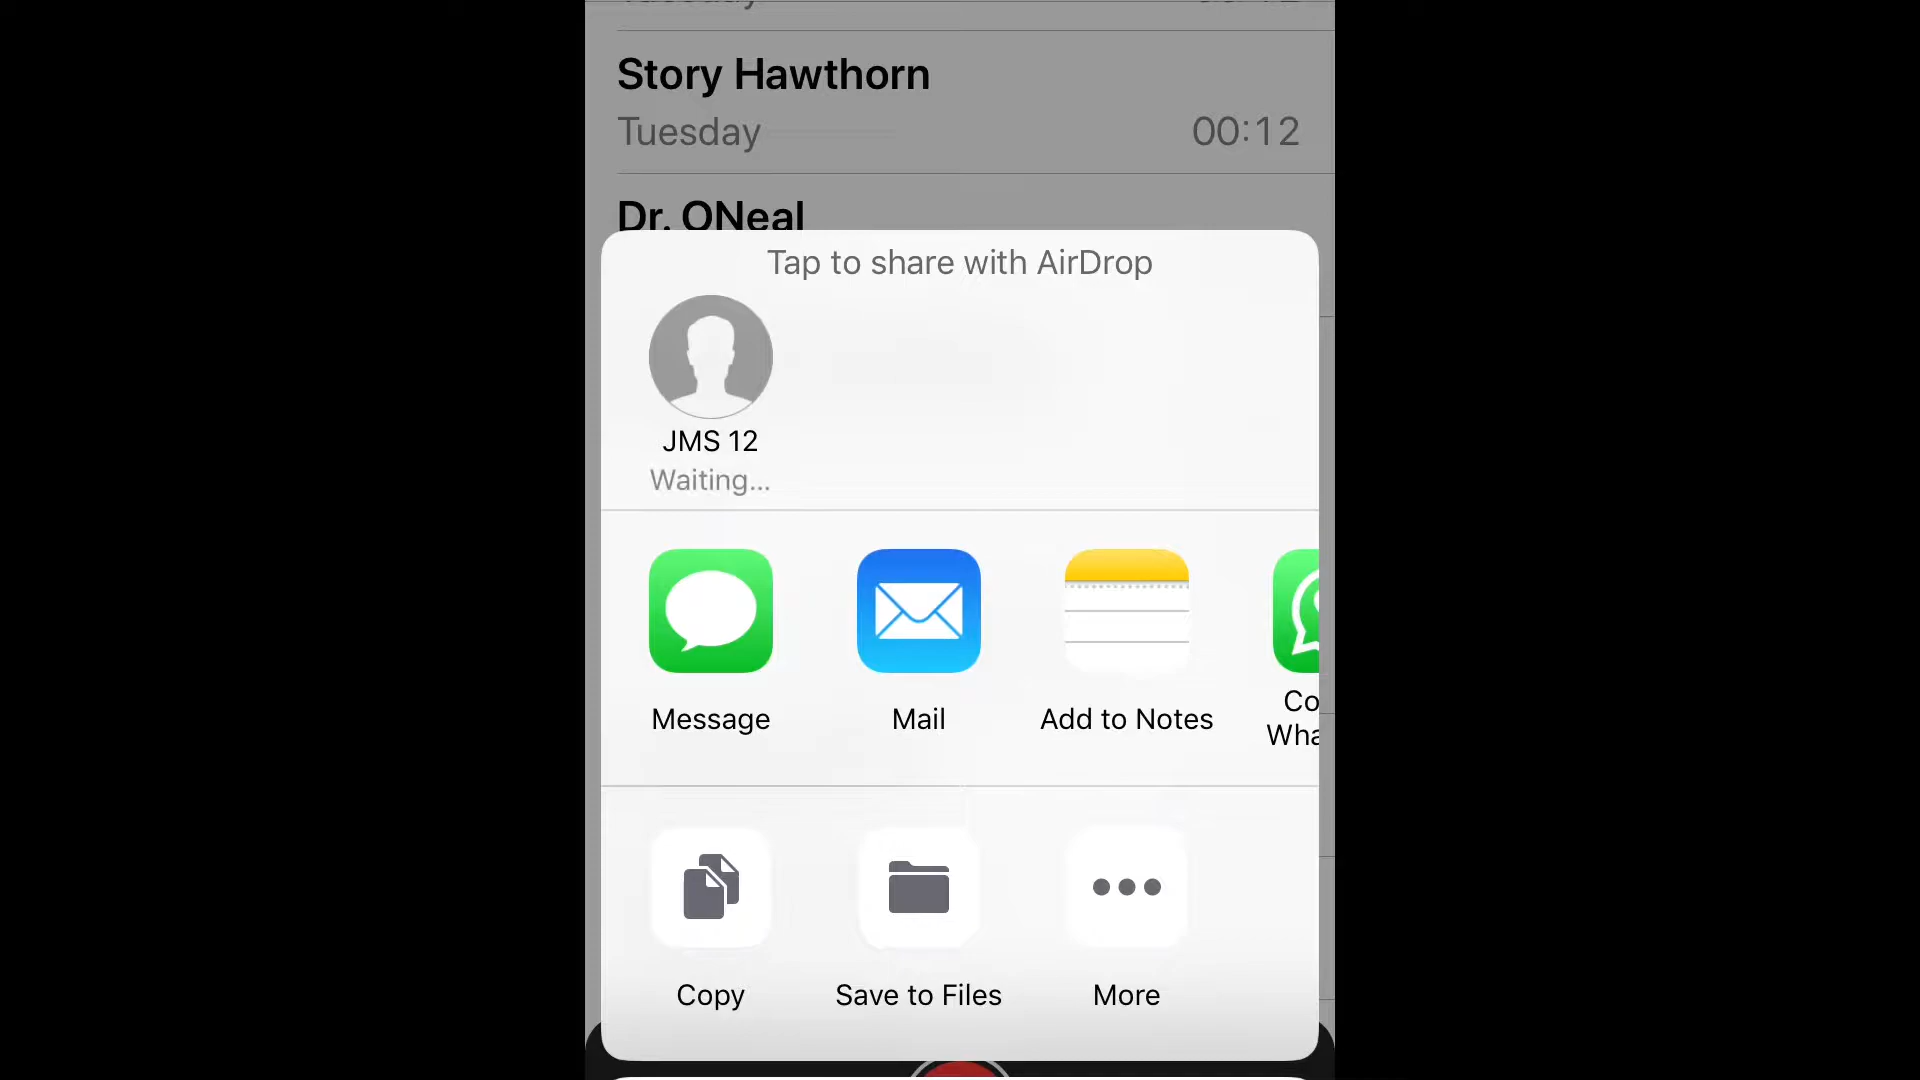 Story Hawthorn
Tuesday 00:12
Dr. ONeal
Tap to share with AirDrop
JMS 12
Waiting...
Message Mail Add to Notes Co
Wha
Copy Save to Files More